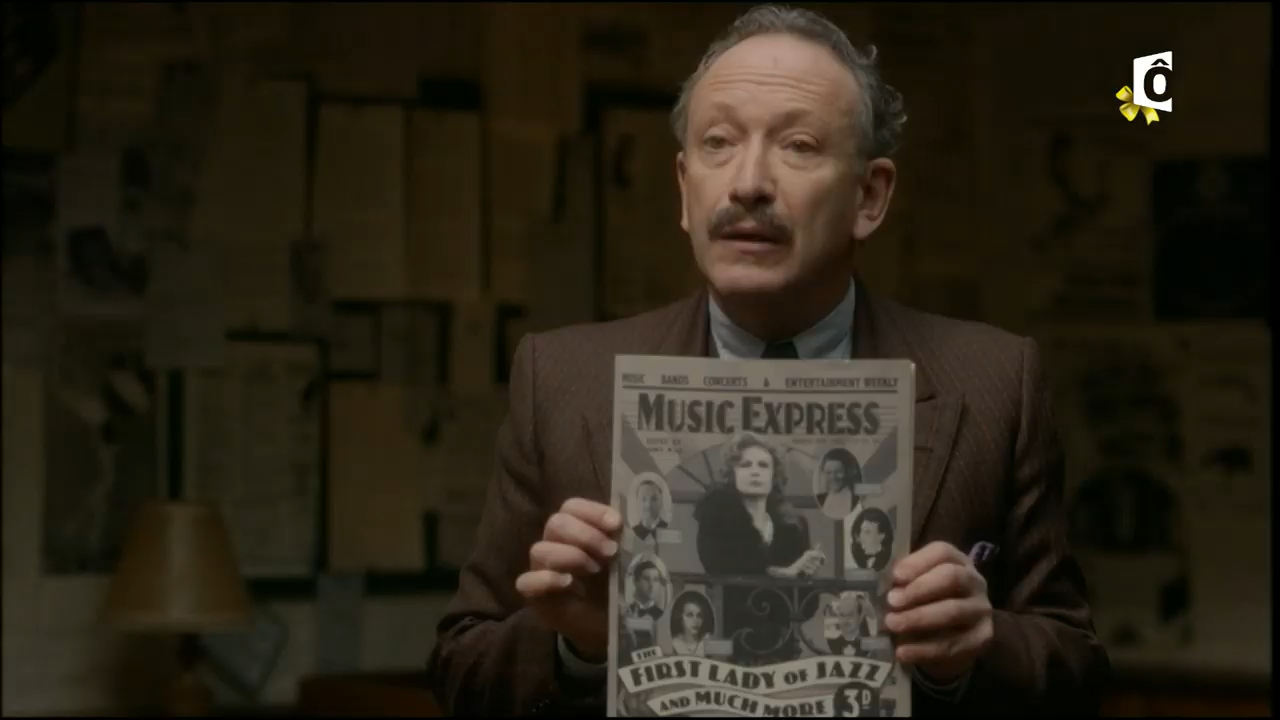 Ô
MUSIC BANDS CONCERTS & ENTERTAINMENT WEEKLY
MUSIC EXPRESS
THE
FIRST LADY OF JAZZ
AND MUCH MORE 3D